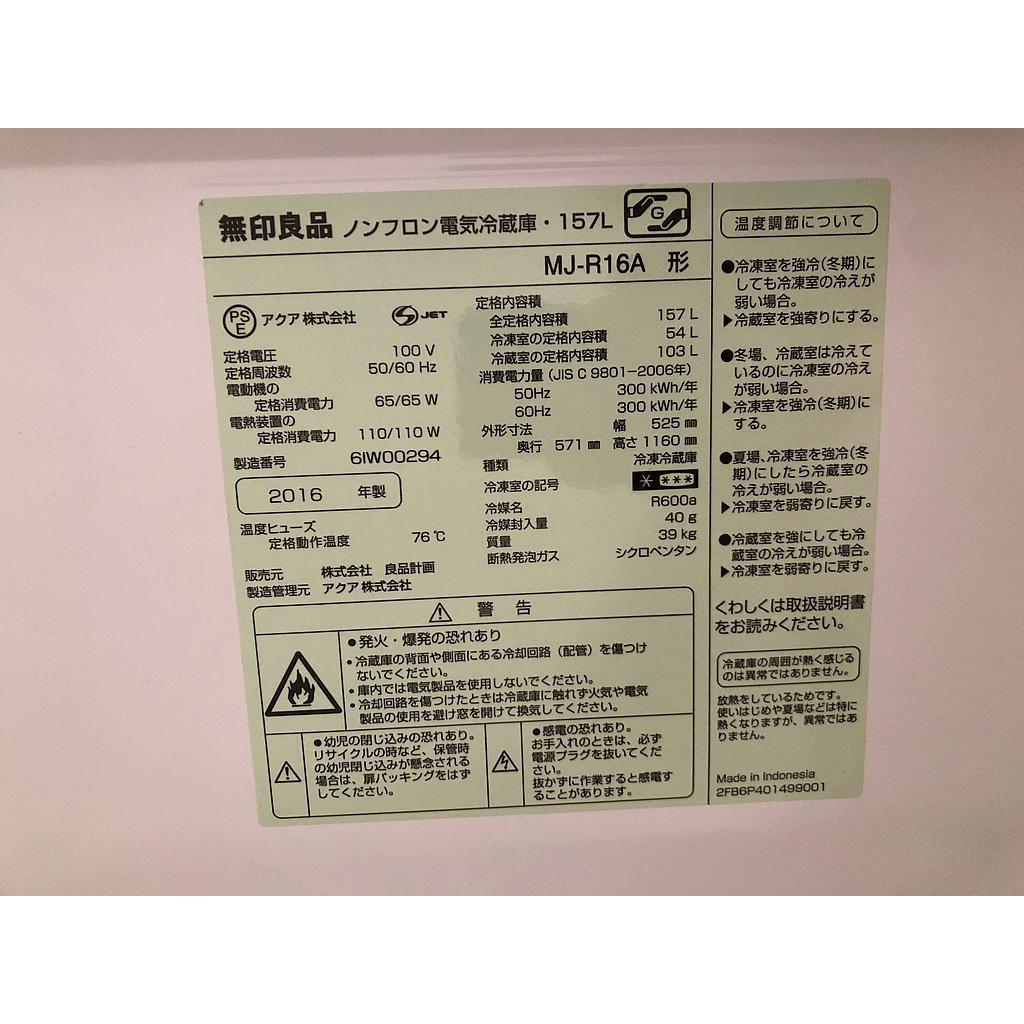 無印良品 ノンフロン電気冷蔵庫・157L
G
MJ-R16A 形
PS
E
アクア 株式会社
JET
定格電圧 100 V
定格周波数 50/60 Hz
電動機の
定格消費電力 65/65 W
電熱装置の
定格消費電力 110/110 W
製造番号 6IW00294
2016 年製
温度ヒューズ
定格動作温度 76 ℃
販売元 株式会社 良品計画
製造管理元 アクア 株式会社
定格内容積
全定格内容積 157 L
冷凍室の定格内容積 54 L
冷蔵室の定格内容積 103 L
消費電力量 (JIS C 9801-2006年)
50Hz 300 kWh/年
60Hz 300 kWh/年
外形寸法 幅 525 mm
奥行 571 mm 高さ 1160 mm
種類 冷凍冷蔵庫
冷凍室の記号 * ***
冷媒名 R600a
冷媒封入量 40 g
質量 39 kg
断熱発泡ガス シクロペンタン
警 告
●発火・爆発の恐れあり
・冷蔵庫の背面や側面にある冷却回路（配管）を傷つけ
ないでください。
・庫内では電気製品を使用しないでください。
・冷却回路を傷つけたときは冷蔵庫に触れず火気や電気
製品の使用を避け窓を開けて換気してください。
●幼児の閉じ込みの恐れあり。
リサイクルの時など、保管時
の幼児閉じ込みが懸念される
場合は、扉パッキングをはず
してください。
●感電の恐れあり。
お手入れのときは、必ず
電源プラグを抜いてくだ
さい。
抜かずに作業すると感電す
ることがあります。
温度調節について
●冷凍室を強冷(冬期)に
しても冷凍室の冷えが
弱い場合。
▶冷蔵室を強寄りにする。
●冬場、冷蔵室は冷えて
いるのに冷凍室の冷え
が弱い場合。
▶冷凍室を強冷(冬期)に
する。
●夏場、冷凍室を強冷(冬
期)にしたら冷蔵室の
冷えが弱い場合。
▶冷凍室を弱寄りに戻す。
●冷蔵室を強にしても冷
蔵室の冷えが弱い場合。
▶冷凍室を弱寄りに戻す。
くわしくは取扱説明書
をお読みください。
冷蔵庫の周囲が熱く感じる
のは異常ではありません。
放熱をしているためです。
使いはじめや夏場などは特に
熱くなりますが、異常ではあ
りません。
Made in Indonesia
2FB6P401499001